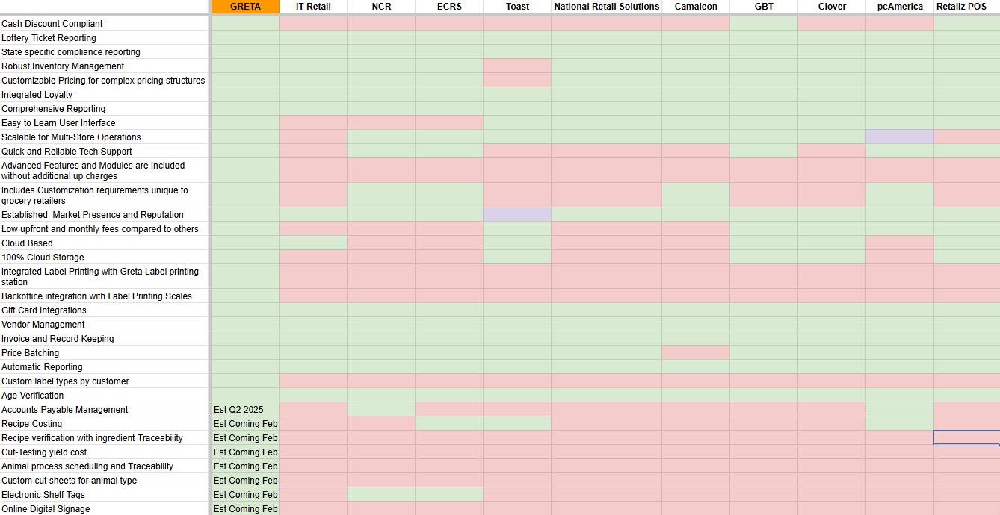 GRETA IT Retail NCR ECRS Toast National Retail Solutions Camaleon GBT Clover pcAmerica Retailz POS
Cash Discount Compliant
Lottery Ticket Reporting
State specific compliance reporting
Robust Inventory Management
Customizable Pricing for complex pricing structures
Integrated Loyalty
Comprehensive Reporting
Easy to Learn User Interface
Scalable for Multi-Store Operations
Quick and Reliable Tech Support
Advanced Features and Modules are Included
without additional up charges
Includes Customization requirements unique to
grocery retailers
Established  Market Presence and Reputation
Low upfront and monthly fees compared to others
Cloud Based
100% Cloud Storage
Integrated Label Printing with Greta Label printing
station
Backoffice integration with Label Printing Scales
Gift Card Integrations
Vendor Management
Invoice and Record Keeping
Price Batching
Automatic Reporting
Custom label types by customer
Age Verification
Accounts Payable Management Est Q2 2025
Recipe Costing Est Coming Feb
Recipe verification with ingredient Traceability Est Coming Feb
Cut-Testing yield cost Est Coming Feb
Animal process scheduling and Traceability Est Coming Feb
Custom cut sheets for animal type Est Coming Feb
Electronic Shelf Tags Est Coming Feb
Online Digital Signage Est Coming Feb